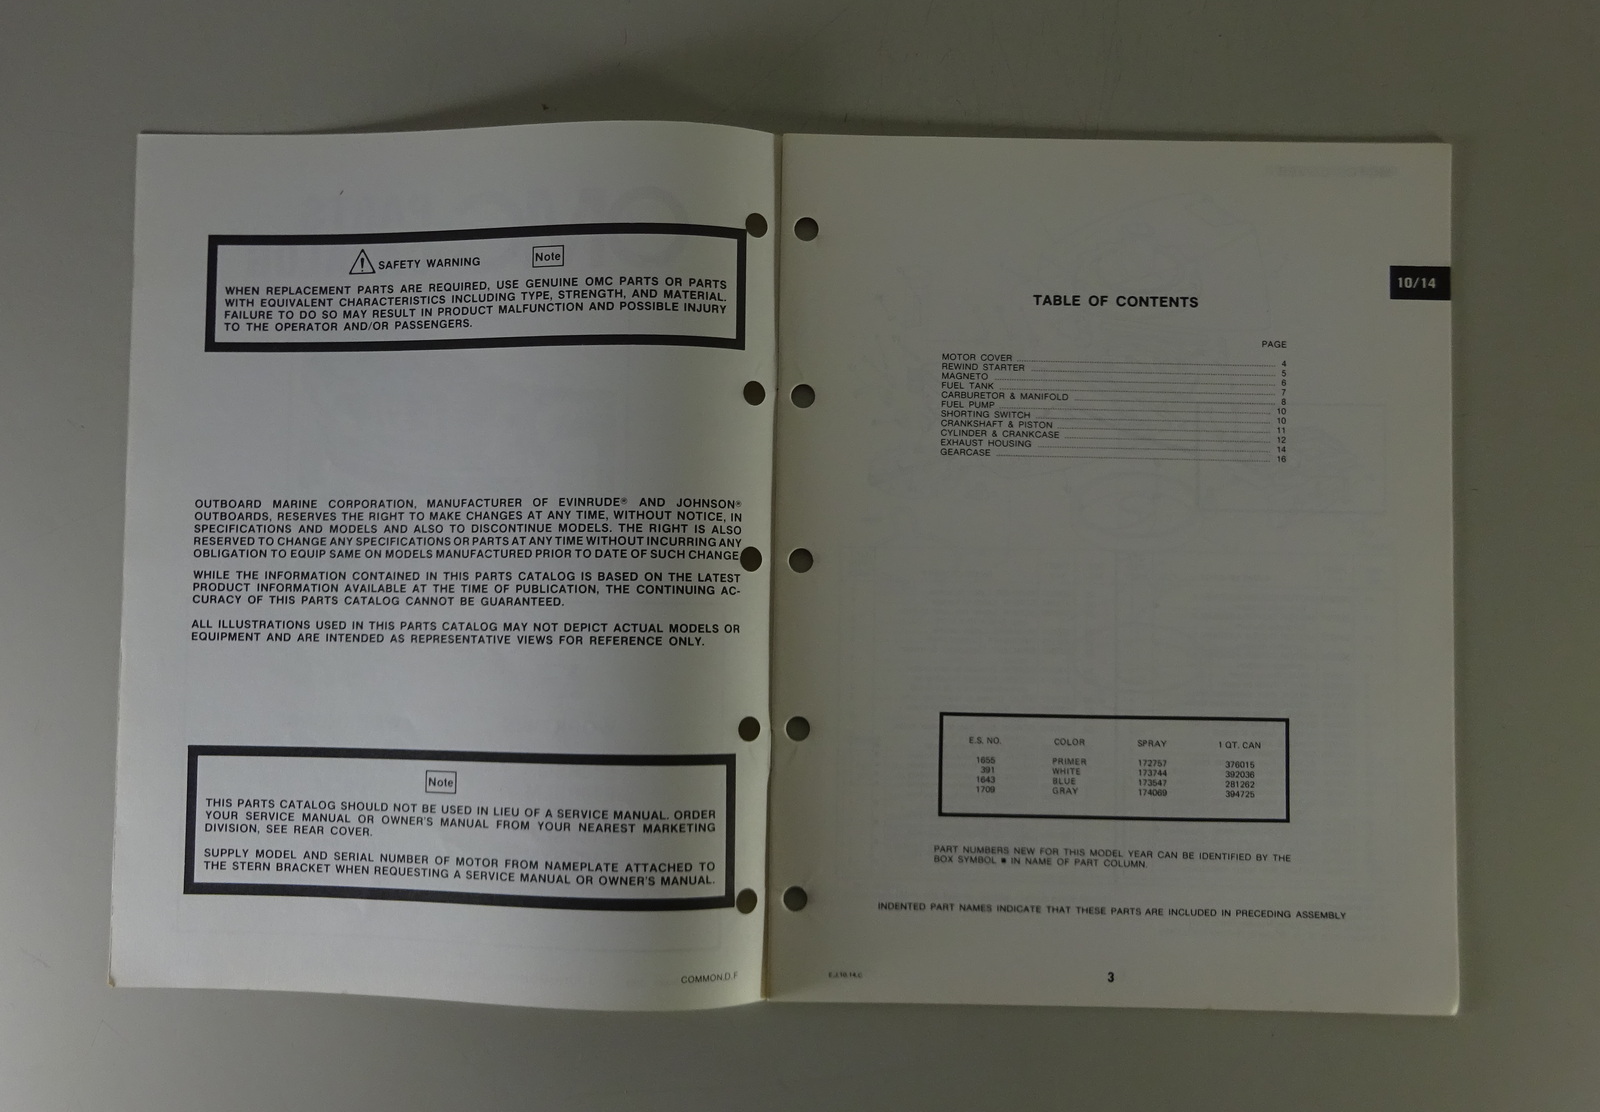 ⚠ SAFETY WARNING Note
WHEN REPLACEMENT PARTS ARE REQUIRED, USE GENUINE OMC PARTS OR PARTS
WITH EQUIVALENT CHARACTERISTICS INCLUDING TYPE, STRENGTH, AND MATERIAL.
FAILURE TO DO SO MAY RESULT IN PRODUCT MALFUNCTION AND POSSIBLE INJURY
TO THE OPERATOR AND/OR PASSENGERS.
OUTBOARD MARINE CORPORATION, MANUFACTURER OF EVINRUDE® AND JOHNSON®
OUTBOARDS, RESERVES THE RIGHT TO MAKE CHANGES AT ANY TIME, WITHOUT NOTICE, IN
SPECIFICATIONS AND MODELS AND ALSO TO DISCONTINUE MODELS. THE RIGHT IS ALSO
RESERVED TO CHANGE ANY SPECIFICATIONS OR PARTS AT ANY TIME WITHOUT INCURRING ANY
OBLIGATION TO EQUIP SAME ON MODELS MANUFACTURED PRIOR TO DATE OF SUCH CHANGE
WHILE THE INFORMATION CONTAINED IN THIS PARTS CATALOG IS BASED ON THE LATEST
PRODUCT INFORMATION AVAILABLE AT THE TIME OF PUBLICATION, THE CONTINUING AC-
CURACY OF THIS PARTS CATALOG CANNOT BE GUARANTEED.
ALL ILLUSTRATIONS USED IN THIS PARTS CATALOG MAY NOT DEPICT ACTUAL MODELS OR
EQUIPMENT AND ARE INTENDED AS REPRESENTATIVE VIEWS FOR REFERENCE ONLY.
Note
THIS PARTS CATALOG SHOULD NOT BE USED IN LIEU OF A SERVICE MANUAL. ORDER
YOUR SERVICE MANUAL OR OWNER'S MANUAL FROM YOUR NEAREST MARKETING
DIVISION, SEE REAR COVER.
SUPPLY MODEL AND SERIAL NUMBER OF MOTOR FROM NAMEPLATE ATTACHED TO
THE STERN BRACKET WHEN REQUESTING A SERVICE MANUAL OR OWNER'S MANUAL.
COMMON.D.F
10/14
TABLE OF CONTENTS
PAGE
MOTOR COVER 4
REWIND STARTER 5
MAGNETO 6
FUEL TANK 7
CARBURETOR & MANIFOLD 8
FUEL PUMP 10
SHORTING SWITCH 10
CRANKSHAFT & PISTON 11
CYLINDER & CRANKCASE 12
EXHAUST HOUSING 14
GEARCASE 16
E.S. NO. COLOR SPRAY 1 QT. CAN
1655 PRIMER 172757 376015
391 WHITE 173744 392036
1643 BLUE 173547 281262
1709 GRAY 174069 394725
PART NUMBERS NEW FOR THIS MODEL YEAR CAN BE IDENTIFIED BY THE
BOX SYMBOL ■ IN NAME OF PART COLUMN.
INDENTED PART NAMES INDICATE THAT THESE PARTS ARE INCLUDED IN PRECEDING ASSEMBLY
3